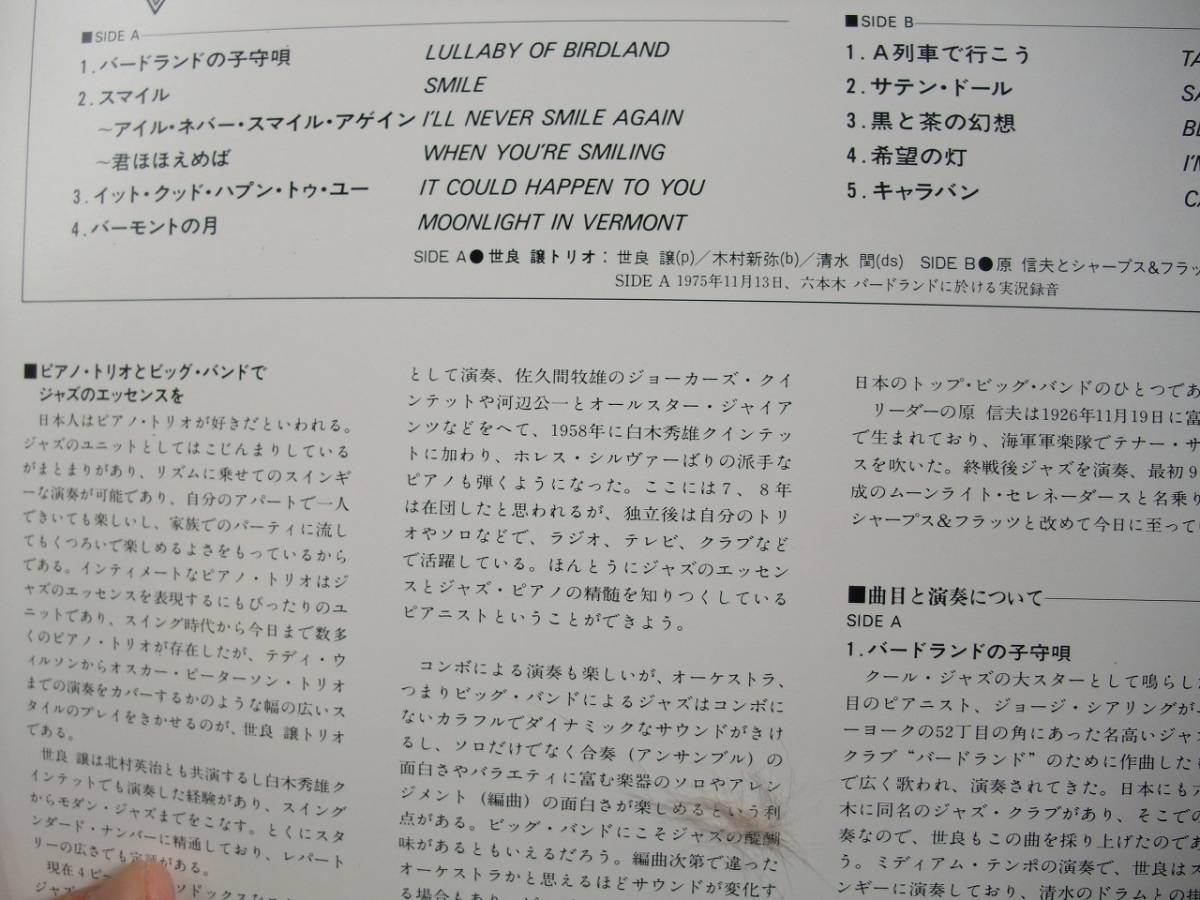 ■SIDE A
1.バードランドの子守唄 LULLABY OF BIRDLAND
2.スマイル SMILE
〜アイル・ネバー・スマイル・アゲイン I'LL NEVER SMILE AGAIN
〜君ほほえめば WHEN YOU'RE SMILING
3.イット・クッド・ハプン・トゥ・ユー IT COULD HAPPEN TO YOU
4.バーモントの月 MOONLIGHT IN VERMONT
■SIDE B
1.A列車で行こう TA
2.サテン・ドール SA
3.黒と茶の幻想 BL
4.希望の灯 I'M
5.キャラバン CA
SIDE A●世良 譲トリオ:世良 譲(p)/木村新弥(b)/清水 閏(ds) SIDE B●原 信夫とシャープス&フラッ
SIDE A 1975年11月13日、六本木 バードランドに於ける実況録音
■ピアノ・トリオとビッグ・バンドで
ジャズのエッセンスを
日本人はピアノ・トリオが好きだといわれる。
ジャズのユニットとしてはこじんまりしている
がまとまりがあり、リズムに乗せてのスインギ
ーな演奏が可能であり、自分のアパートで一人
できいても楽しいし、家族でのパーティに流し
てもくつろいで楽しめるよさをもっているから
である。インティメートなピアノ・トリオはジ
ャズのエッセンスを表現するにもぴったりのユ
ニットであり、スイング時代から今日まで数多
くのピアノ・トリオが存在したが、テディ・ウ
ィルソンからオスカー・ピーターソン・トリオ
までの演奏をカバーするかのような幅の広いス
タイルのプレイをきかせるのが、世良 譲トリオ
である。
世良 譲は北村英治とも共演するし白木秀雄ク
インテットでも演奏した経験があり、スイング
からモダン・ジャズまでをこなす。とくにスタ
ンダード・ナンバーに精通しており、レパート
リーの広さでも定評がある。
現在4ビー
ソドックスな
ジャズ
として演奏、佐久間牧雄のジョーカーズ・クイ
ンテットや河辺公一とオールスター・ジャイア
ンツなどをへて、1958年に白木秀雄クインテッ
トに加わり、ホレス・シルヴァーばりの派手な
ピアノも弾くようになった。ここには7、8年
は在団したと思われるが、独立後は自分のトリ
オやソロなどで、ラジオ、テレビ、クラブなど
で活躍している。ほんとうにジャズのエッセン
スとジャズ・ピアノの精髄を知りつくしている
ピアニストということができよう。
コンボによる演奏も楽しいが、オーケストラ、
つまりビッグ・バンドによるジャズはコンボに
ないカラフルでダイナミックなサウンドがきけ
るし、ソロだけでなく合奏(アンサンブル)の
面白さやバラエティに富む楽器のソロやアレン
ジメント(編曲)の面白さが楽しめるという利
点がある。ビッグ・バンドにこそジャズの醍醐
味があるともいえるだろう。編曲次第で違った
オーケストラかと思えるほどサウンドが変化す
る場合もあり、
日本のトップ・ビッグ・バンドのひとつであ
リーダーの原 信夫は1926年11月19日に富
で生まれており、海軍軍楽隊でテナー・サ
スを吹いた。終戦後ジャズを演奏、最初9
成のムーンライト・セレネーダースと名乗り
シャープス&フラッツと改めて今日に至ってい
■曲目と演奏について
SIDE A
1.バードランドの子守唄
クール・ジャズの大スターとして鳴らした
目のピアニスト、ジョージ・シアリングがニ
ーヨークの52丁目の角にあった名高いジャズ
クラブ“バードランド”のために作曲したも
で広く歌われ、演奏されてきた。日本にも六
木に同名のジャズ・クラブがあり、そこでの
奏なので、世良もこの曲を採り上げたのであ
う。ミディアム・テンポの演奏で、世良はス
ンギーに演奏しており、清水のドラムとの掛